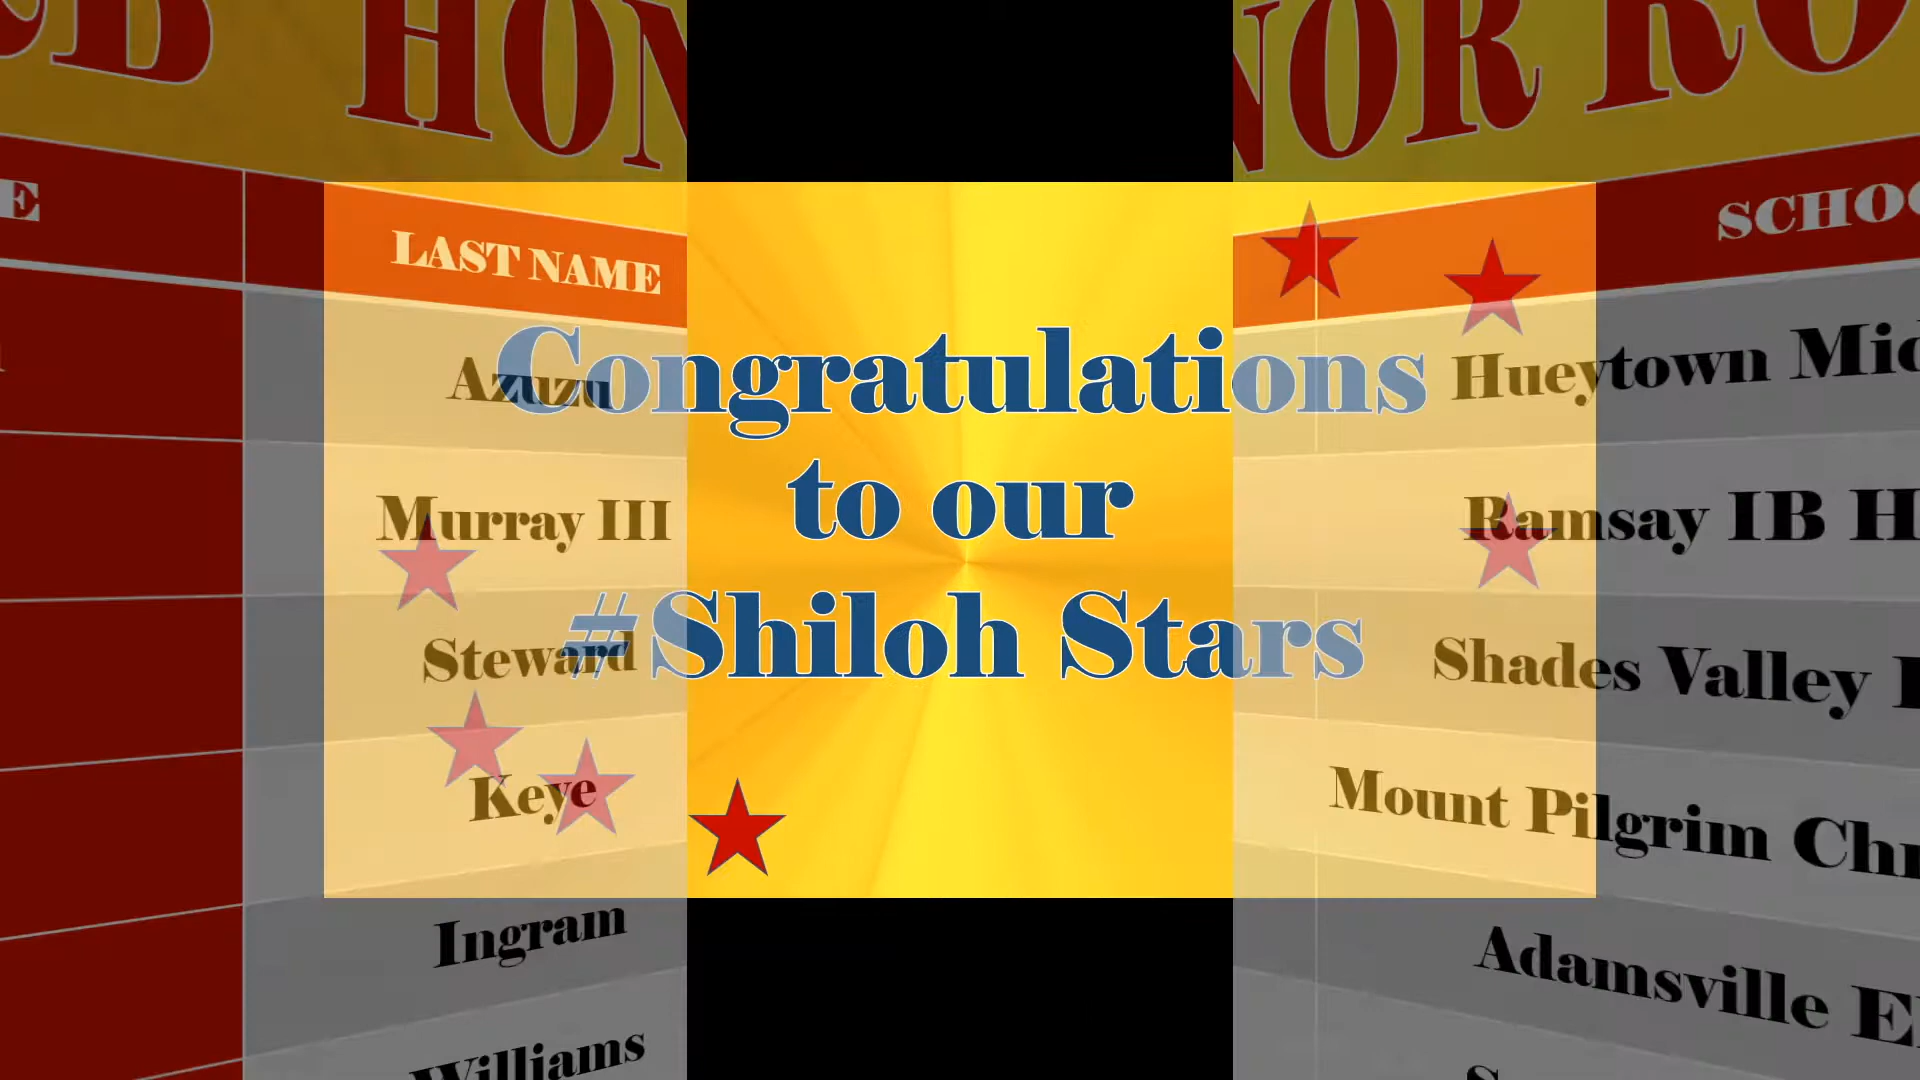 B HON NOR RO
E LAST NAME SCHOO
Congratulations
to our
#Shiloh Stars
Azuzu Hueytown Mid
Murray III Ramsay IB H
Steward Shades Valley
Keye Mount Pilgrim Chr
Ingram Adamsville El
Williams